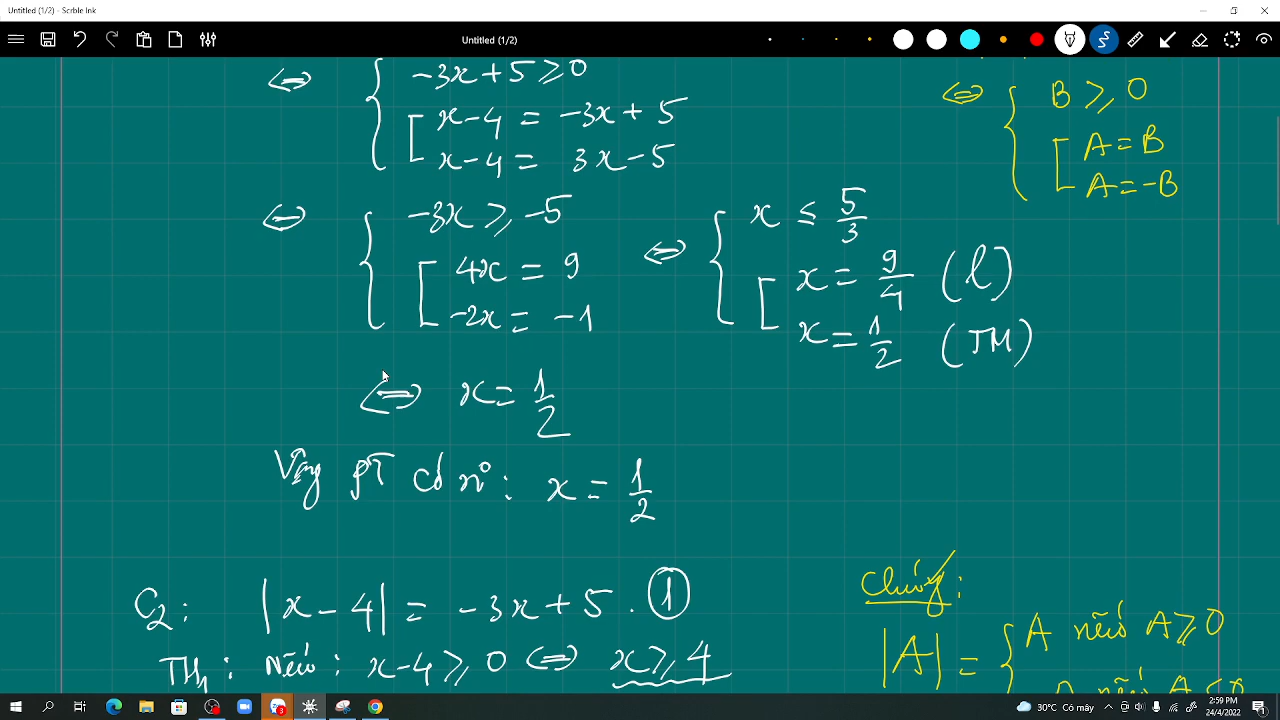 Untitled (1/2) - Scrble Ink
Untitled (1/2)
⇔ { -3x + 5 ⩾ 0
[ x-4 = -3x + 5
x-4 = 3x - 5
⇔ { B ⩾ 0
[ A = B
A = -B
⇔ { -3x ⩾ -5
[ 4x = 9
-2x = -1
⇔ { x ≤ 5/3
[ x = 9/4 (l)
x = 1/2 (TM)
⇔ x = 1/2
Vậy PT có n°: x = 1/2
C2: |x - 4| = -3x + 5 . ①
TH1: Nếu: x-4 ⩾ 0 ⇔ x ⩾ 4
Chú ý:
|A| = { A nếu A ⩾ 0
30°C Có mây
2:59 PM
24/4/2022